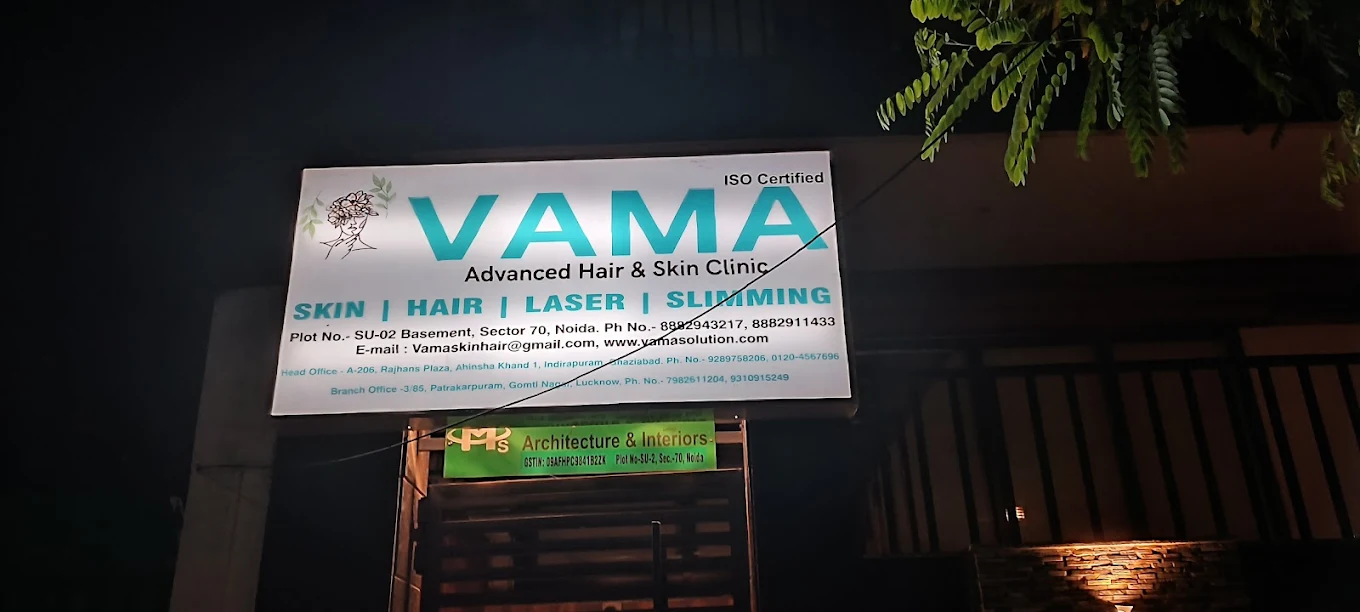 ISO Certified
VAMA
Advanced Hair & Skin Clinic
SKIN | HAIR | LASER | SLIMMING
Plot No.- SU-02 Basement, Sector 70, Noida. Ph No.- 8882943217, 8882911433
E-mail : Vamaskinhair@gmail.com, www.vamasolution.com
Head Office - A-206, Rajhans Plaza, Ahinsha Khand 1, Indirapuram, Ghaziabad. Ph. No.- 9289758206, 0120-4567696
Branch Office -3/85, Patrakarpuram, Gomti Nagar, Lucknow, Ph. No.- 7982611204, 9310915249
Architecture & Interiors
GSTIN: 09AFHPC9841B2ZK Plot No-SU-2, Sec.-70, Noida